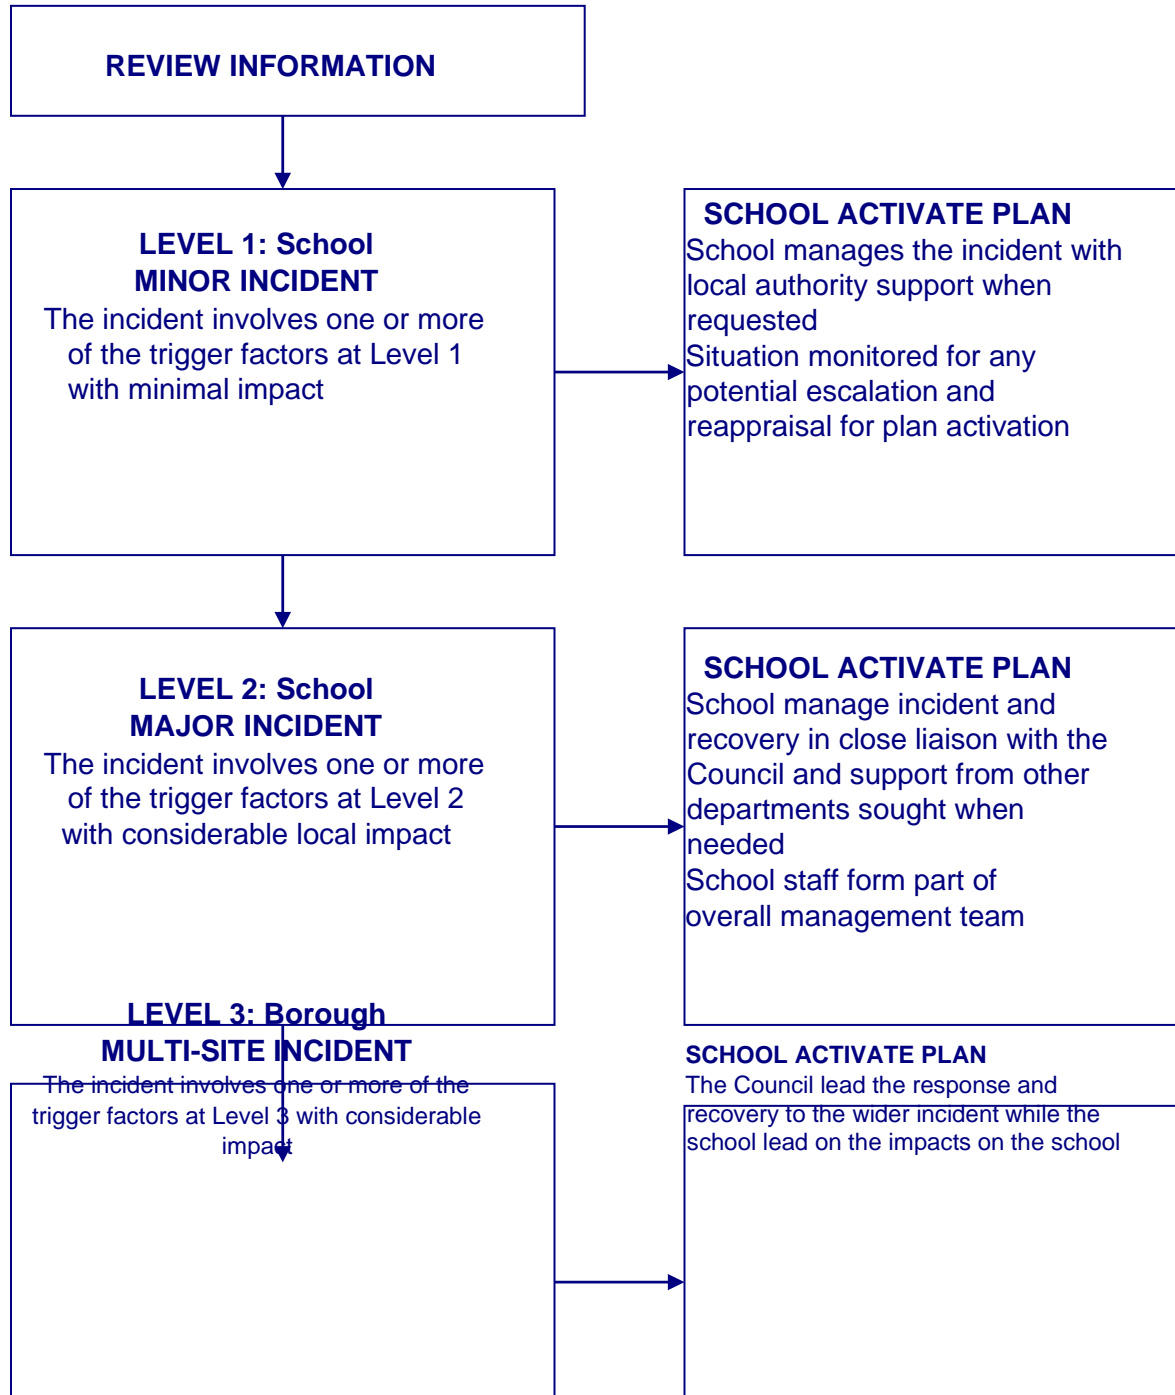 REVIEW INFORMATION
LEVEL 1: School
MINOR INCIDENT
The incident involves one or more
of the trigger factors at Level 1
with minimal impact
SCHOOL ACTIVATE PLAN
School manages the incident with
local authority support when
requested
Situation monitored for any
potential escalation and
reappraisal for plan activation
LEVEL 2: School
MAJOR INCIDENT
The incident involves one or more
of the trigger factors at Level 2
with considerable local impact
SCHOOL ACTIVATE PLAN
School manage incident and
recovery in close liaison with the
Council and support from other
departments sought when
needed
School staff form part of
overall management team
LEVEL 3: Borough
MULTI-SITE INCIDENT
The incident involves one or more of the
trigger factors at Level 3 with considerable
impact
SCHOOL ACTIVATE PLAN
The Council lead the response and
recovery to the wider incident while the
school lead on the impacts on the school